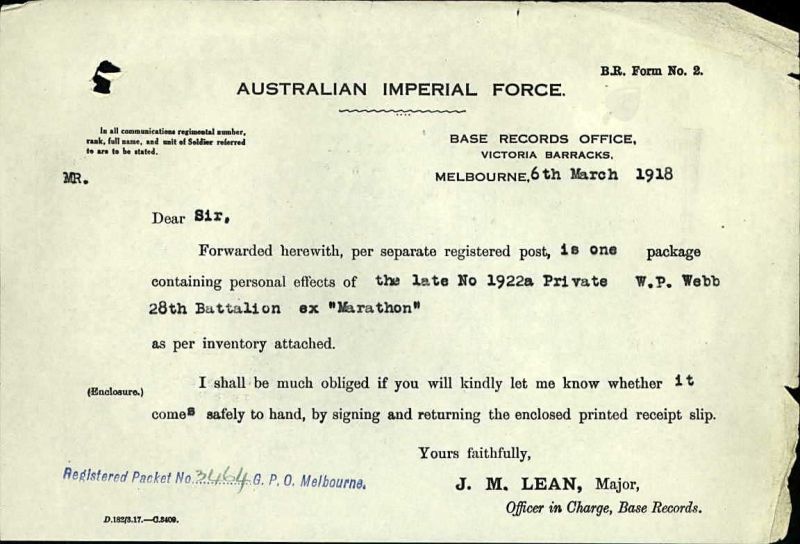 B.R. Form No. 2.
AUSTRALIAN IMPERIAL FORCE.
In all communications regimental number,
rank, full name, and unit of Soldier referred
to are to be stated.
BASE RECORDS OFFICE,
VICTORIA BARRACKS,
MELBOURNE, 6th March 1918
MR.
Dear Sir,
Forwarded herewith, per separate registered post, is one package
containing personal effects of the late No 1922a Private W.P. Webb
28th Battalion ex "Marathon"
as per inventory attached.
(Enclosure.)
I shall be much obliged if you will kindly let me know whether it
comes safely to hand, by signing and returning the enclosed printed receipt slip.
Yours faithfully,
Registered Packet No. 3464 G. P. O. Melbourne.
J. M. LEAN, Major,
Officer in Charge, Base Records.
D.182/3.17.—C.3409.